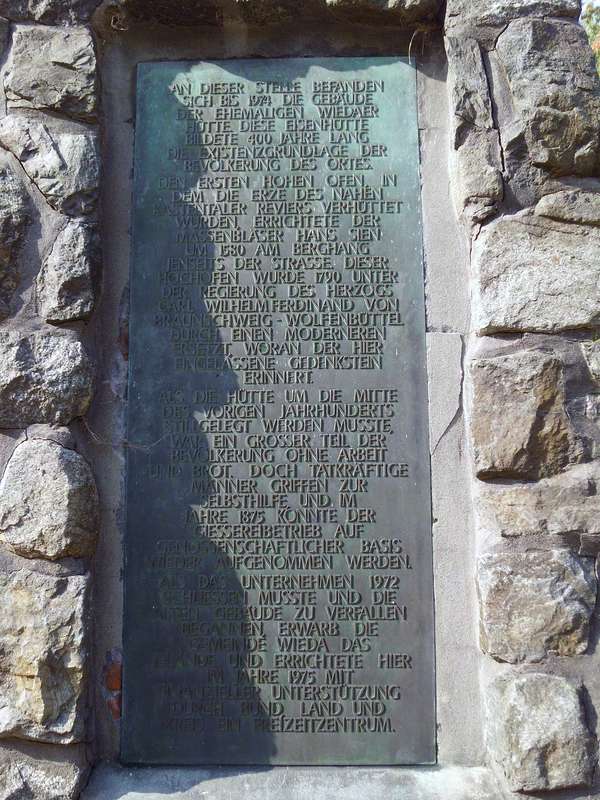 AN DIESER STELLE BEFANDEN
SICH BIS 1974 DIE GEBÄUDE
DER EHEMALIGEN WIEDAER
HÜTTE. DIESE EISENHÜTTE
BILDETE 400 JAHRE LANG
DIE EXISTENZGRUNDLAGE DER
BEVÖLKERUNG DES ORTES.
DEN ERSTEN HOHEN OFEN, IN
DEM DIE ERZE DES NAHEN
KASTENTALER REVIERS VERHÜTTET
WURDEN, ERRICHTETE DER
MASSENBLÄSER HANS SIEN
UM 1580 AM BERGHANG
JENSEITS DER STRASSE. DIESER
HOCHOFEN WURDE 1790 UNTER
DER REGIERUNG DES HERZOGS
CARL WILHELM FERDINAND VON
BRAUNSCHWEIG-WOLFENBÜTTEL
DURCH EINEN MODERNEREN
ERSETZT, WORAN DER HIER
EINGELASSENE GEDENKSTEIN
ERINNERT.
ALS DIE HÜTTE UM DIE MITTE
DES VORIGEN JAHRHUNDERTS
STILLGELEGT WERDEN MUSSTE,
WAR EIN GROSSER TEIL DER
BEVÖLKERUNG OHNE ARBEIT
UND BROT. DOCH TATKRÄFTIGE
MÄNNER GRIFFEN ZUR
SELBSTHILFE UND IM
JAHRE 1875 KONNTE DER
GIESSEREIBETRIEB AUF
GENOSSENSCHAFTLICHER BASIS
WIEDER AUFGENOMMEN WERDEN.
ALS DAS UNTERNEHMEN 1972
SCHLIESSEN MUSSTE UND DIE
ALTEN GEBÄUDE ZU VERFALLEN
BEGANNEN, ERWARB DIE
GEMEINDE WIEDA DAS
GELÄNDE UND ERRICHTETE HIER
IM JAHRE 1975 MIT
FINANZIELLER UNTERSTÜTZUNG
DURCH BUND, LAND UND
KREIS EIN FREIZEITZENTRUM.